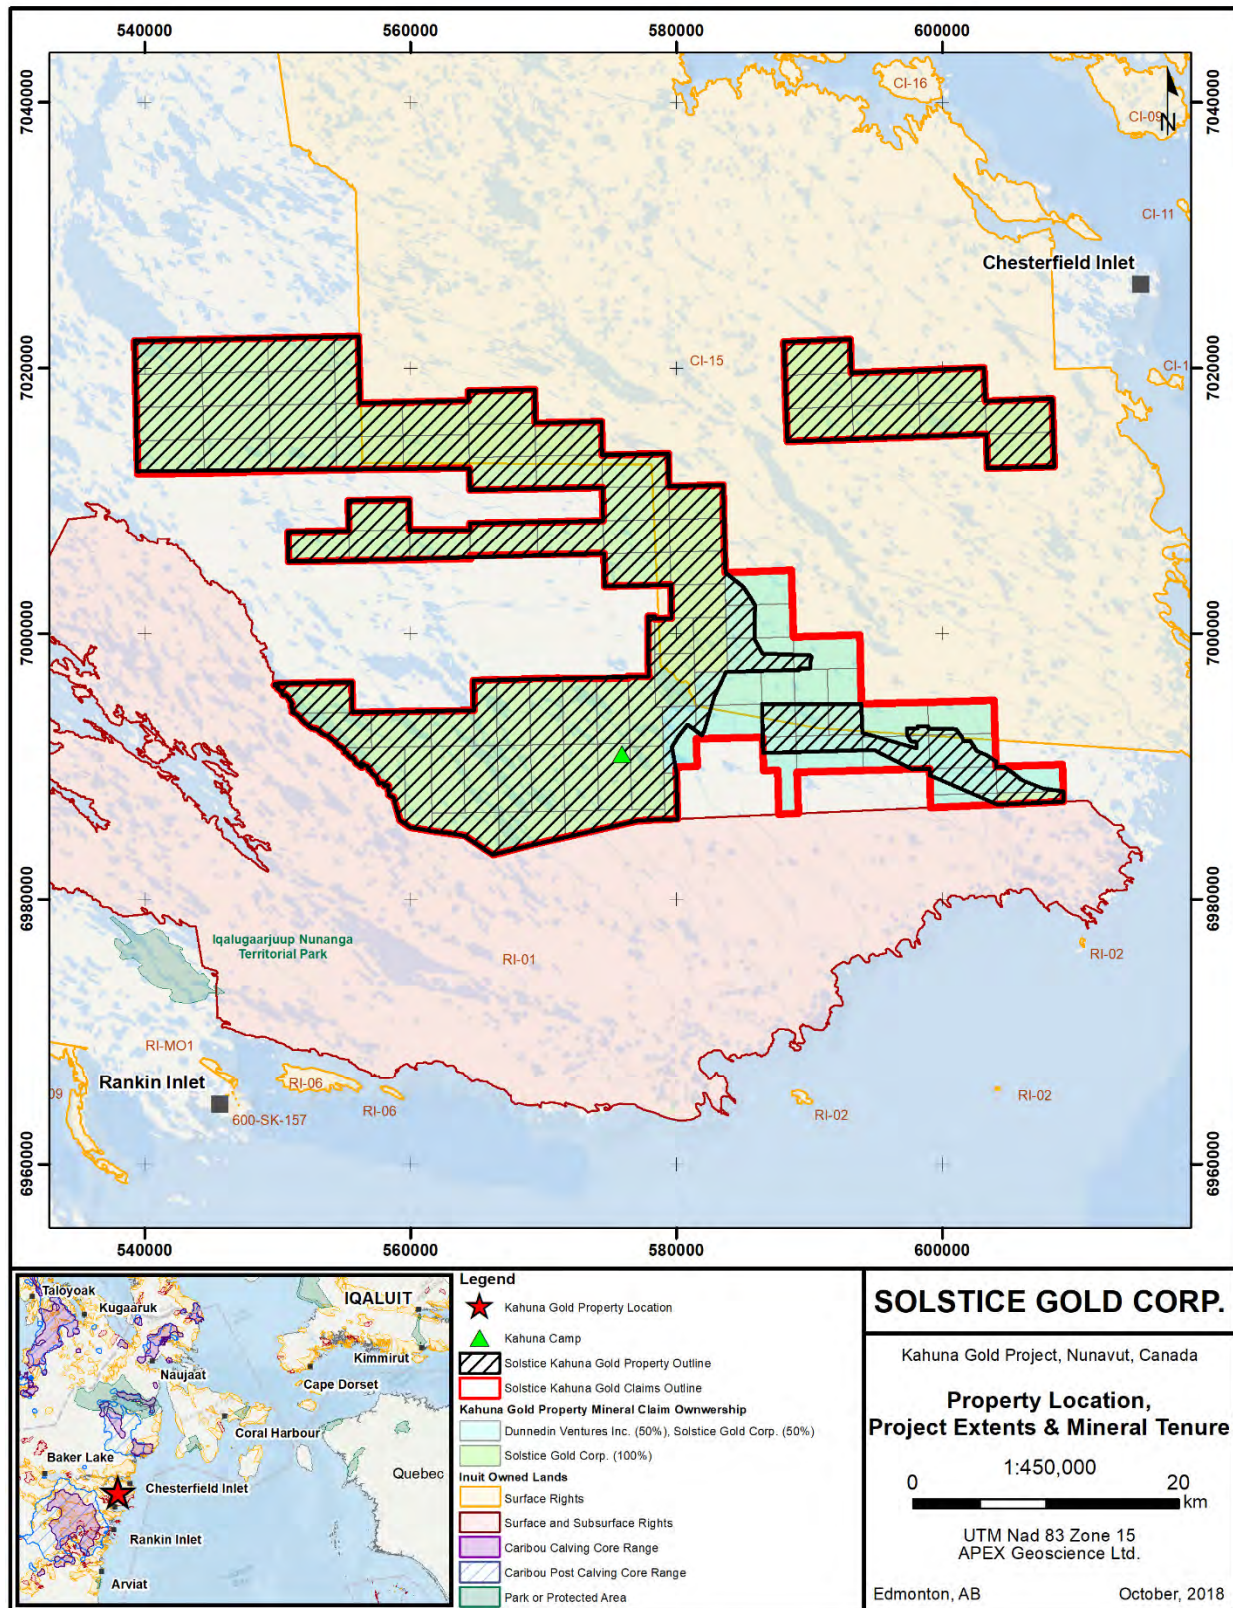 540000
560000
580000
600000
7040000
7040000
CI-16
CI-09
N
CI-11
Chesterfield Inlet
7020000
7020000
CI-15
CI-1
7000000
7000000
6980000
6980000
Iqalugaarjuup Nunanga
Territorial Park
RI-01
RI-02
RI-MO1
Rankin Inlet
RI-06
09
RI-06
600-SK-157
RI-02
RI-02
6960000
6960000
540000
560000
580000
600000
Taloyoak
Kugaaruk
IQALUIT
Kimmirut
Naujaat
Cape Dorset
Coral Harbour
Baker Lake
Quebec
Chesterfield Inlet
Rankin Inlet
Arviat
Legend
Kahuna Gold Property Location
Kahuna Camp
Solstice Kahuna Gold Property Outline
Solstice Kahuna Gold Claims Outline
Kahuna Gold Property Mineral Claim Ownwership
Dunnedin Ventures Inc. (50%), Solstice Gold Corp. (50%)
Solstice Gold Corp. (100%)
Inuit Owned Lands
Surface Rights
Surface and Subsurface Rights
Caribou Calving Core Range
Caribou Post Calving Core Range
Park or Protected Area
SOLSTICE GOLD CORP.
Kahuna Gold Project, Nunavut, Canada
Property Location,
Project Extents & Mineral Tenure
1:450,000
0 20
km
UTM Nad 83 Zone 15
APEX Geoscience Ltd.
Edmonton, AB October, 2018